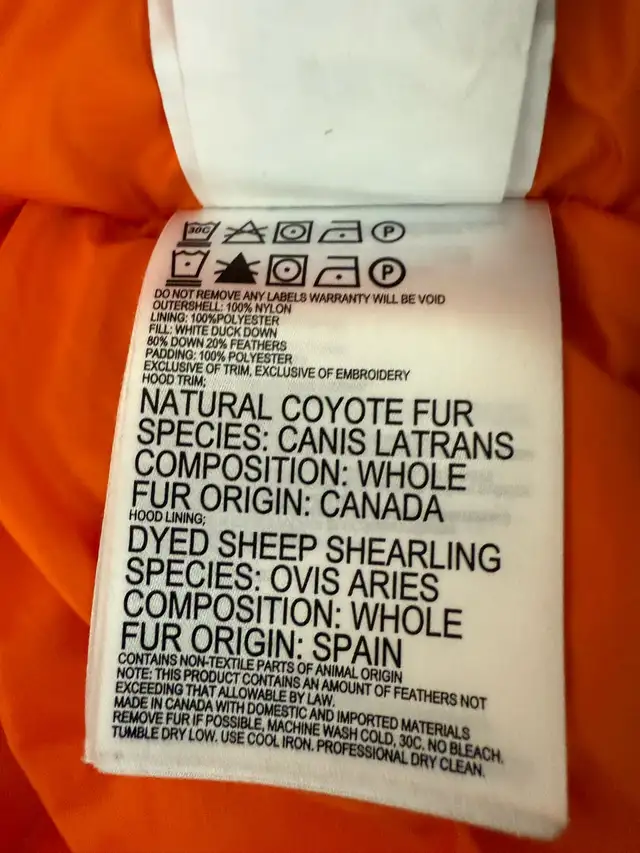 30C P
P
DO NOT REMOVE ANY LABELS WARRANTY WILL BE VOID
OUTERSHELL: 100% NYLON
LINING: 100%POLYESTER
FILL: WHITE DUCK DOWN
80% DOWN 20% FEATHERS
PADDING: 100% POLYESTER
EXCLUSIVE OF TRIM, EXCLUSIVE OF EMBROIDERY
HOOD TRIM;
NATURAL COYOTE FUR
SPECIES: CANIS LATRANS
COMPOSITION: WHOLE
FUR ORIGIN: CANADA
HOOD LINING;
DYED SHEEP SHEARLING
SPECIES: OVIS ARIES
COMPOSITION: WHOLE
FUR ORIGIN: SPAIN
CONTAINS NON-TEXTILE PARTS OF ANIMAL ORIGIN
NOTE: THIS PRODUCT CONTAINS AN AMOUNT OF FEATHERS NOT
EXCEEDING THAT ALLOWABLE BY LAW.
MADE IN CANADA WITH DOMESTIC AND IMPORTED MATERIALS
REMOVE FUR IF POSSIBLE, MACHINE WASH COLD, 30C. NO BLEACH.
TUMBLE DRY LOW. USE COOL IRON. PROFESSIONAL DRY CLEAN.